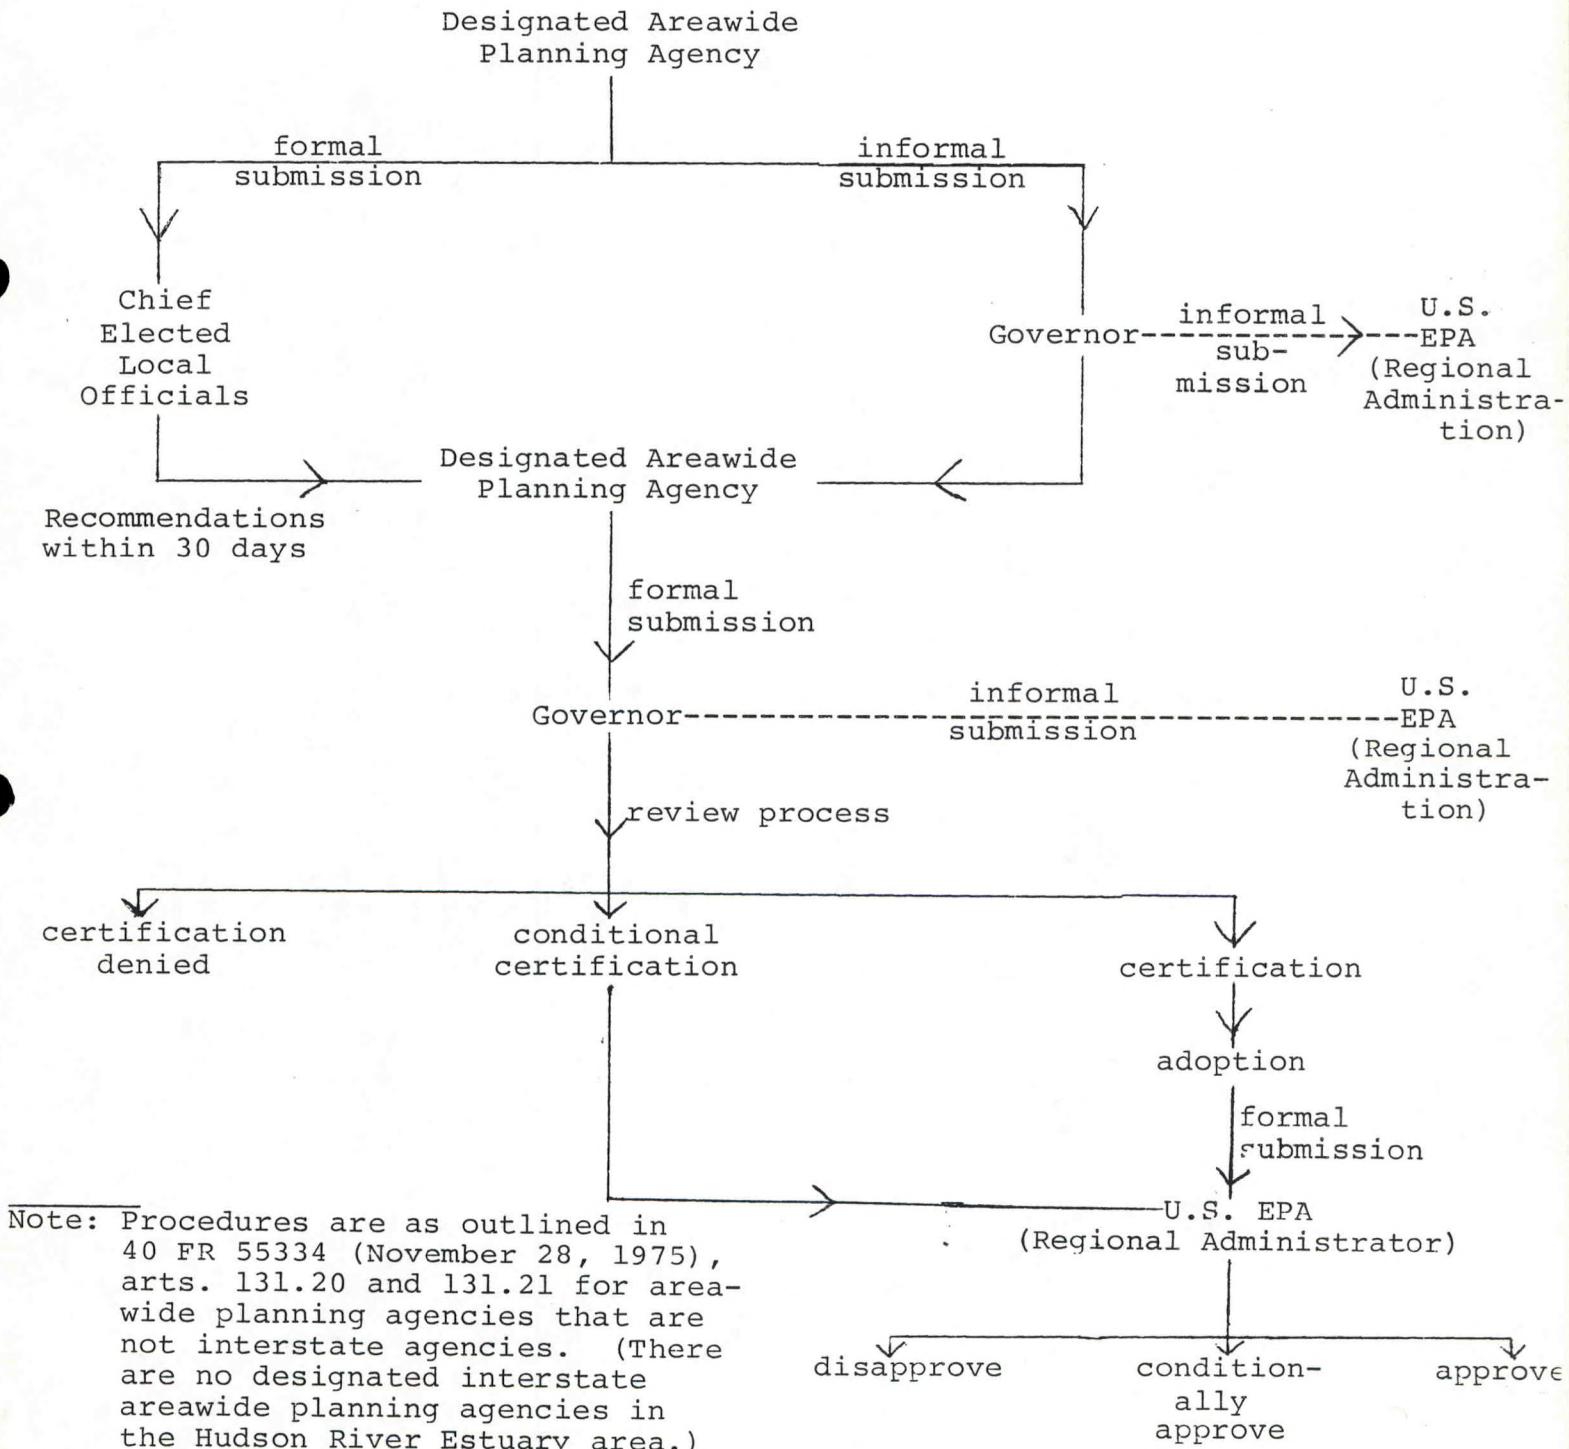 Designated Areawide
Planning Agency
formal
submission
informal
submission
Chief
Elected
Local
Officials
Governor
informal
sub-
mission
U.S.
EPA
(Regional
Administra-
tion)
Designated Areawide
Planning Agency
Recommendations
within 30 days
formal
submission
Governor
informal
submission
U.S.
EPA
(Regional
Administra-
tion)
review process
certification
denied
conditional
certification
certification
adoption
formal
submission
U.S. EPA
(Regional Administrator)
Note: Procedures are as outlined in
40 FR 55334 (November 28, 1975),
arts. 131.20 and 131.21 for area-
wide planning agencies that are
not interstate agencies. (There
are no designated interstate
areawide planning agencies in
the Hudson River Estuary area.)
disapprove
condition-
ally
approve
approve